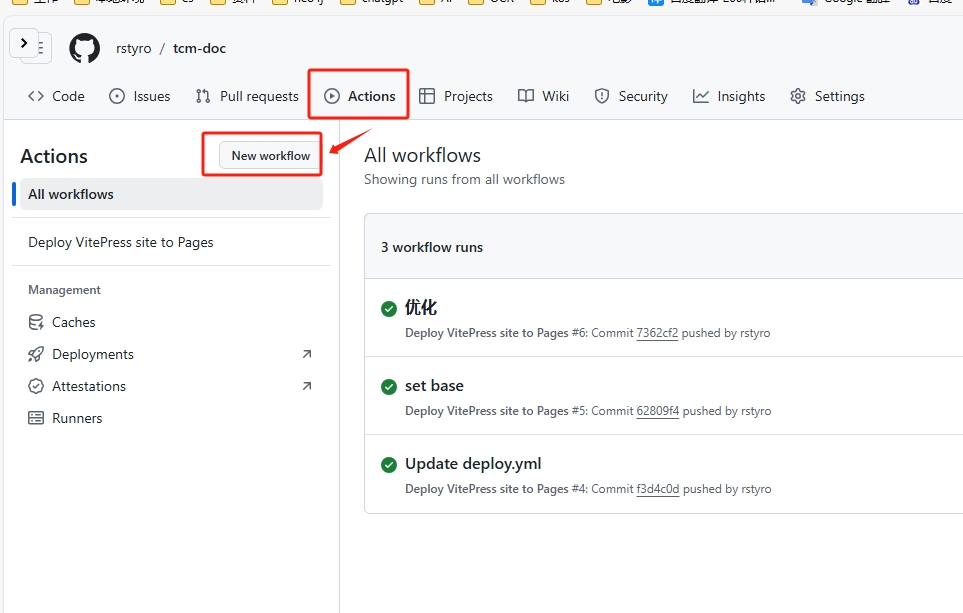 rstyro / tcm-doc
Code Issues Pull requests Actions Projects Wiki Security Insights Settings
Actions
New workflow
All workflows
Deploy VitePress site to Pages
Management
Caches
Deployments
Attestations
Runners
All workflows
Showing runs from all workflows
3 workflow runs
优化
Deploy VitePress site to Pages #6: Commit 7362cf2 pushed by rstyro
set base
Deploy VitePress site to Pages #5: Commit 62809f4 pushed by rstyro
Update deploy.yml
Deploy VitePress site to Pages #4: Commit f3d4c0d pushed by rstyro